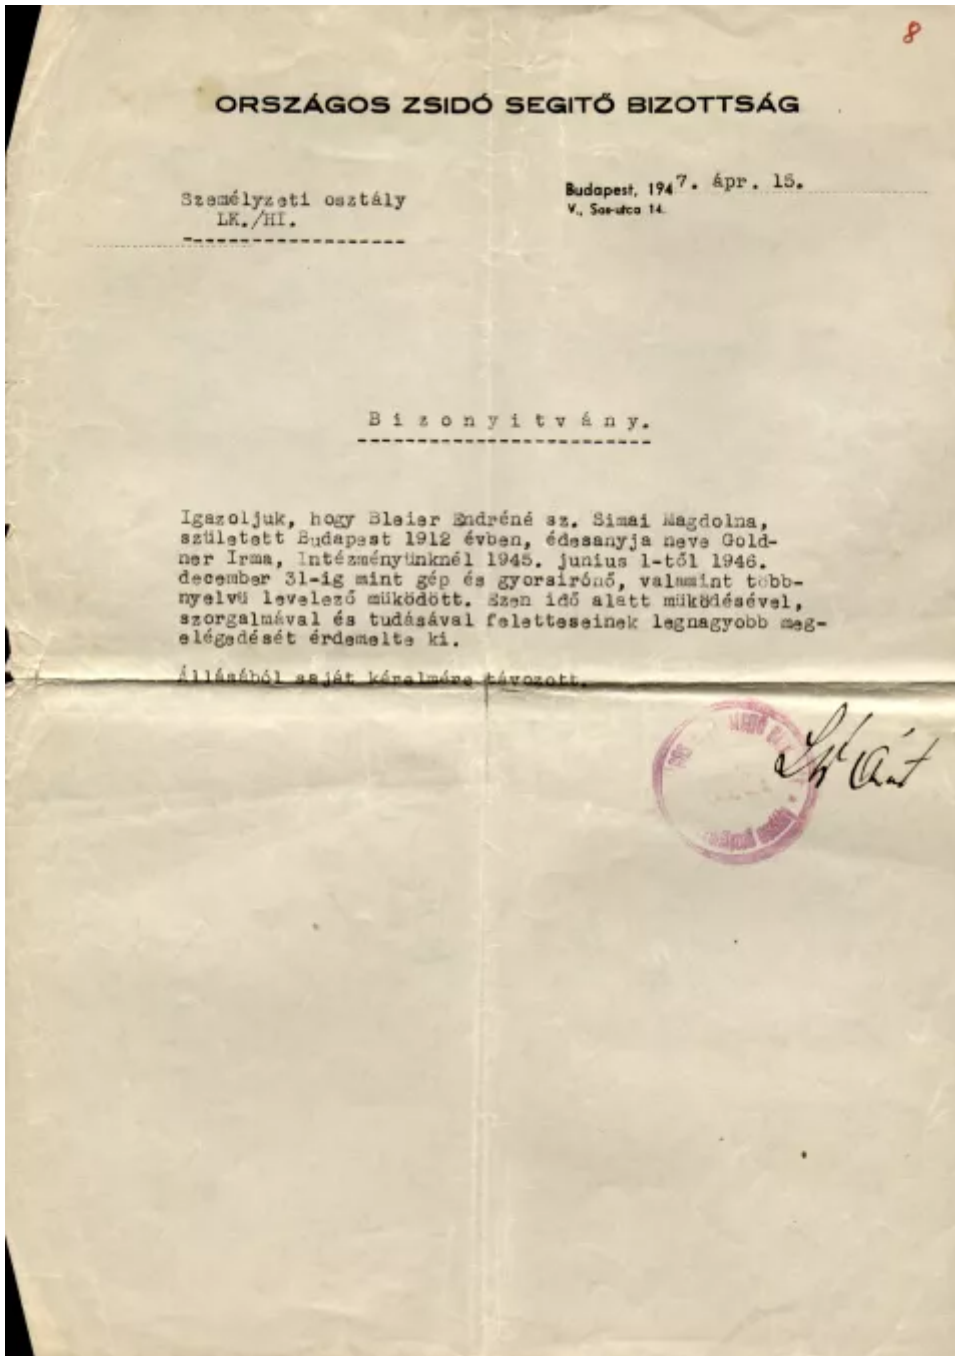 8
ORSZÁGOS ZSIDÓ SEGITŐ BIZOTTSÁG
Személyzeti osztály
LK./HI.
Budapest, 1947. ápr. 15.
V., Sas-utca 14.
Bizonyitvány.
Igazoljuk, hogy Bleier Endréné sz. Simai Magdolna,
született Budapest 1912 évben, édesanyja neve Gold-
ner Irma, Intézményünknél 1945. junius 1-től 1946.
december 31-ig mint gép és gyorsirónő, valamint több-
nyelvü levelező müködött. Ezen idő alatt müködésével,
szorgalmával és tudásával feletteseinek legnagyobb meg-
elégedését érdemelte ki.
Állásából saját kérelmére távozott.